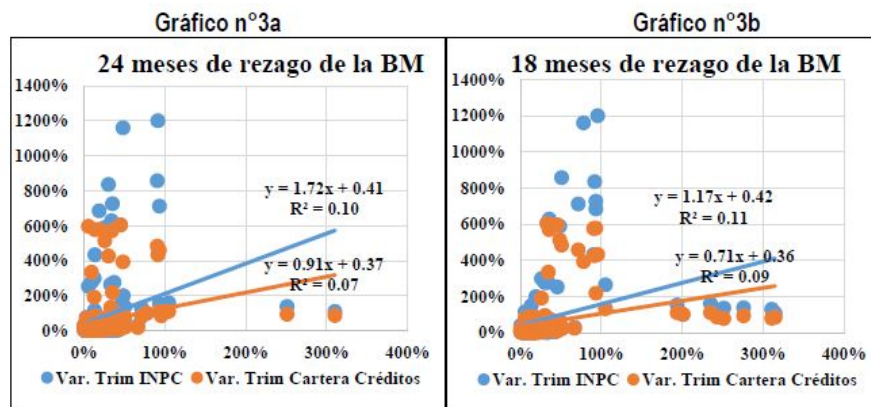 Gráfico n°3a
24 meses de rezago de la BM
1400%
1200%
1000%
800%
600%
400%
200%
0%
y = 1.72x + 0.41
R² = 0.10
y = 0.91x + 0.37
R² = 0.07
0% 100% 200% 300% 400%
Var. Trim INPC Var. Trim Cartera Créditos
Gráfico n°3b
18 meses de rezago de la BM
1400%
1200%
1000%
800%
600%
400%
200%
0%
y = 1.17x + 0.42
R² = 0.11
y = 0.71x + 0.36
R² = 0.09
0% 100% 200% 300% 400%
Var. Trim INPC Var. Trim Cartera Créditos